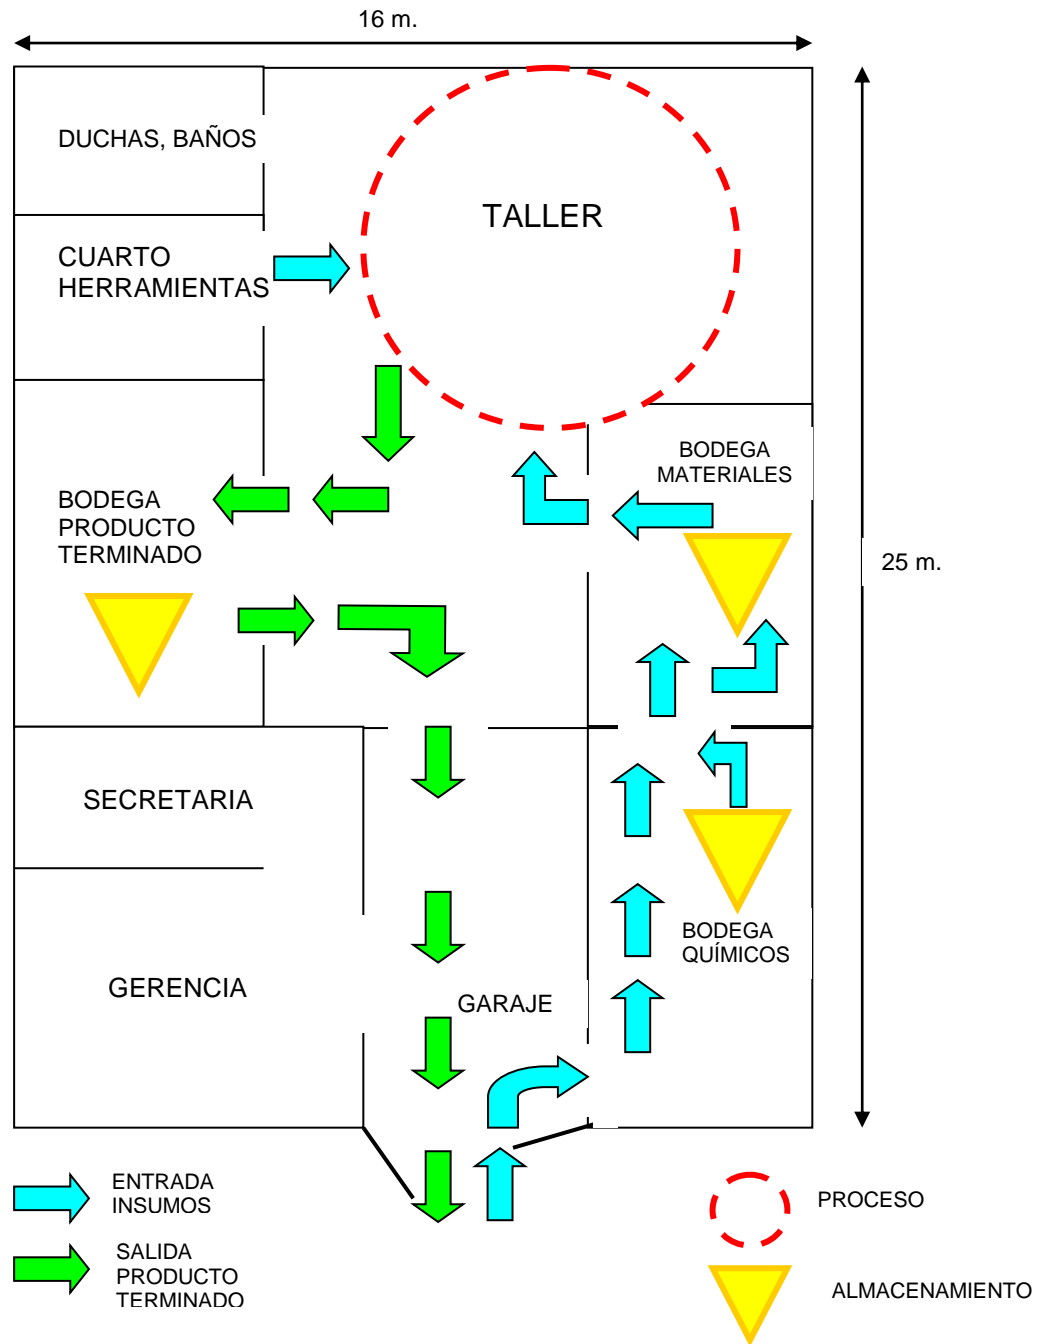 16 m.
DUCHAS, BAÑOS
TALLER
CUARTO
HERRAMIENTAS
BODEGA
MATERIALES
BODEGA
PRODUCTO
TERMINADO
25 m.
SECRETARIA
BODEGA
QUÍMICOS
GERENCIA
GARAJE
ENTRADA
INSUMOS
PROCESO
SALIDA
PRODUCTO
TERMINADO
ALMACENAMIENTO